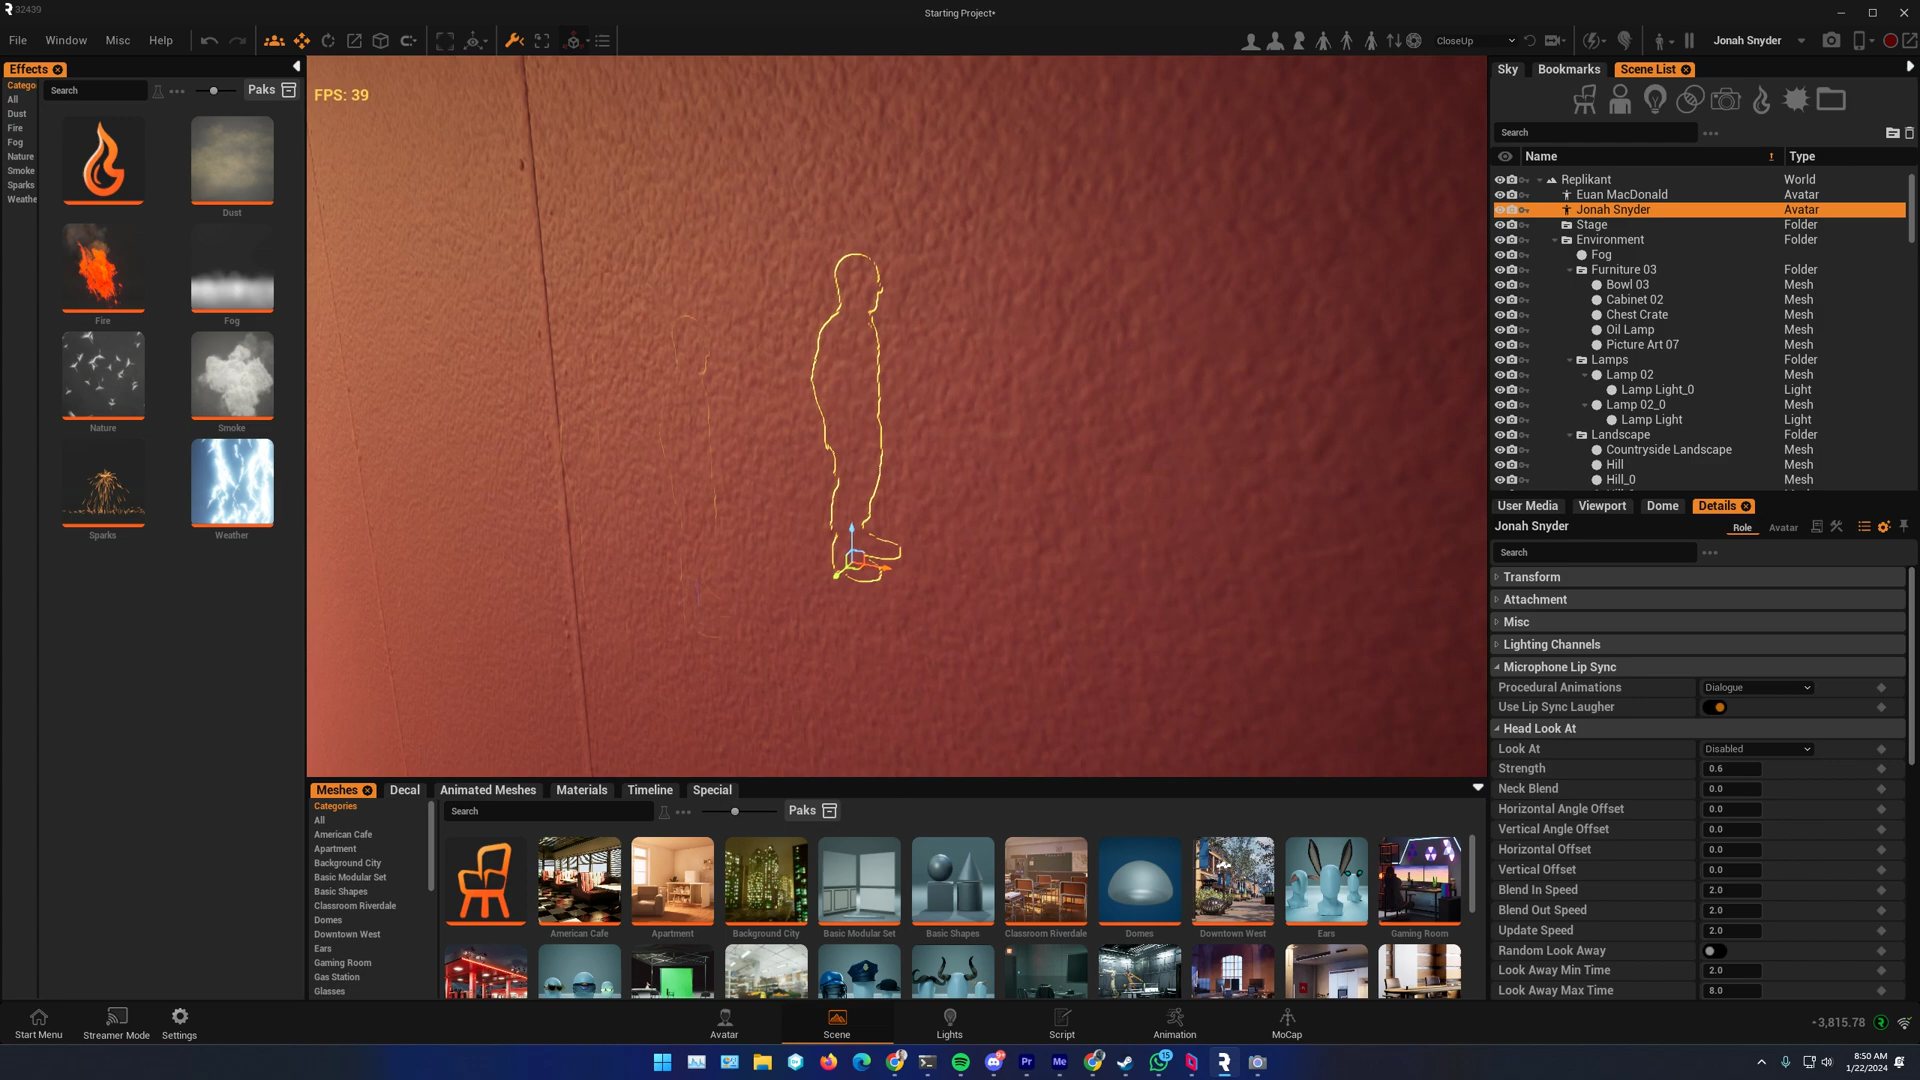 32439
Starting Project*
File Window Misc Help
CloseUp
Jonah Snyder
Effects
Catego
All
Dust
Fire
Fog
Nature
Smoke
Sparks
Weathe
Search
Paks
Dust
Fire
Fog
Nature
Smoke
Sparks
Weather
FPS: 39
Sky Bookmarks Scene List
Search
Name Type
Replikant World
Euan MacDonald Avatar
Jonah Snyder Avatar
Stage Folder
Environment Folder
Fog
Furniture 03 Folder
Bowl 03 Mesh
Cabinet 02 Mesh
Chest Crate Mesh
Oil Lamp Mesh
Picture Art 07 Mesh
Lamps Folder
Lamp 02 Mesh
Lamp Light_0 Light
Lamp 02_0 Mesh
Lamp Light Light
Landscape Folder
Countryside Landscape Mesh
Hill Mesh
Hill_0 Mesh
User Media Viewport Dome Details
Jonah Snyder Role Avatar
Search
Transform
Attachment
Misc
Lighting Channels
Microphone Lip Sync
Procedural Animations Dialogue
Use Lip Sync Laugher
Head Look At
Look At Disabled
Strength 0.6
Neck Blend 0.0
Horizontal Angle Offset 0.0
Vertical Angle Offset 0.0
Horizontal Offset 0.0
Vertical Offset 0.0
Blend In Speed 2.0
Blend Out Speed 2.0
Update Speed 2.0
Random Look Away
Look Away Min Time 2.0
Look Away Max Time 8.0
Meshes Decal Animated Meshes Materials Timeline Special
Categories
All
American Cafe
Apartment
Background City
Basic Modular Set
Basic Shapes
Classroom Riverdale
Domes
Downtown West
Ears
Gaming Room
Gas Station
Glasses
Search
Paks
American Cafe Apartment Background City Basic Modular Set Basic Shapes Classroom Riverdale Domes Downtown West Ears Gaming Room
Start Menu Streamer Mode Settings
Avatar Scene Lights Script Animation MoCap
3,815.78
8:50 AM
1/22/2024